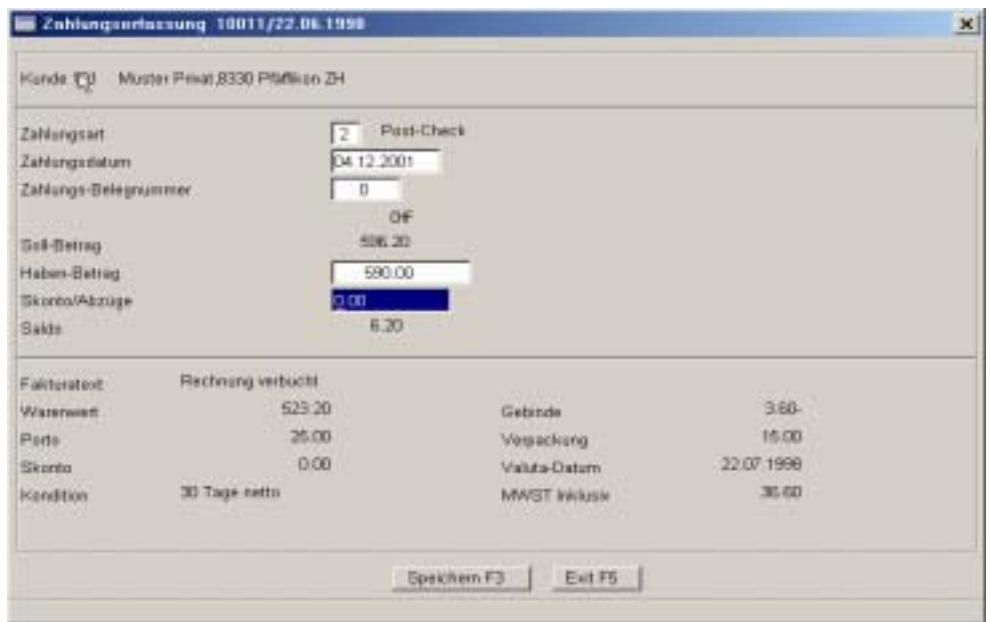 Zahlungserfassung 10011/22.06.1998
Kunde Muster Privat,8330 Pfäffikon ZH
Zahlungsart 2 Post-Check
Zahlungsdatum 04.12.2001
Zahlungs-Belegnummer 0
Soll-Betrag 596.20
Haben-Betrag 590.00
Skonto/Abzüge 0.00
Saldo 6.20
Fakturatext Rechnung verbucht
Warenwert 523.20 Gebinde 3.60-
Porto 25.00 Verpackung 15.00
Skonto 0.00 Valuta-Datum 22.07.1998
Kondition 30 Tage netto MWST Inklusiv 36.60
Speichern F3 Exit F5